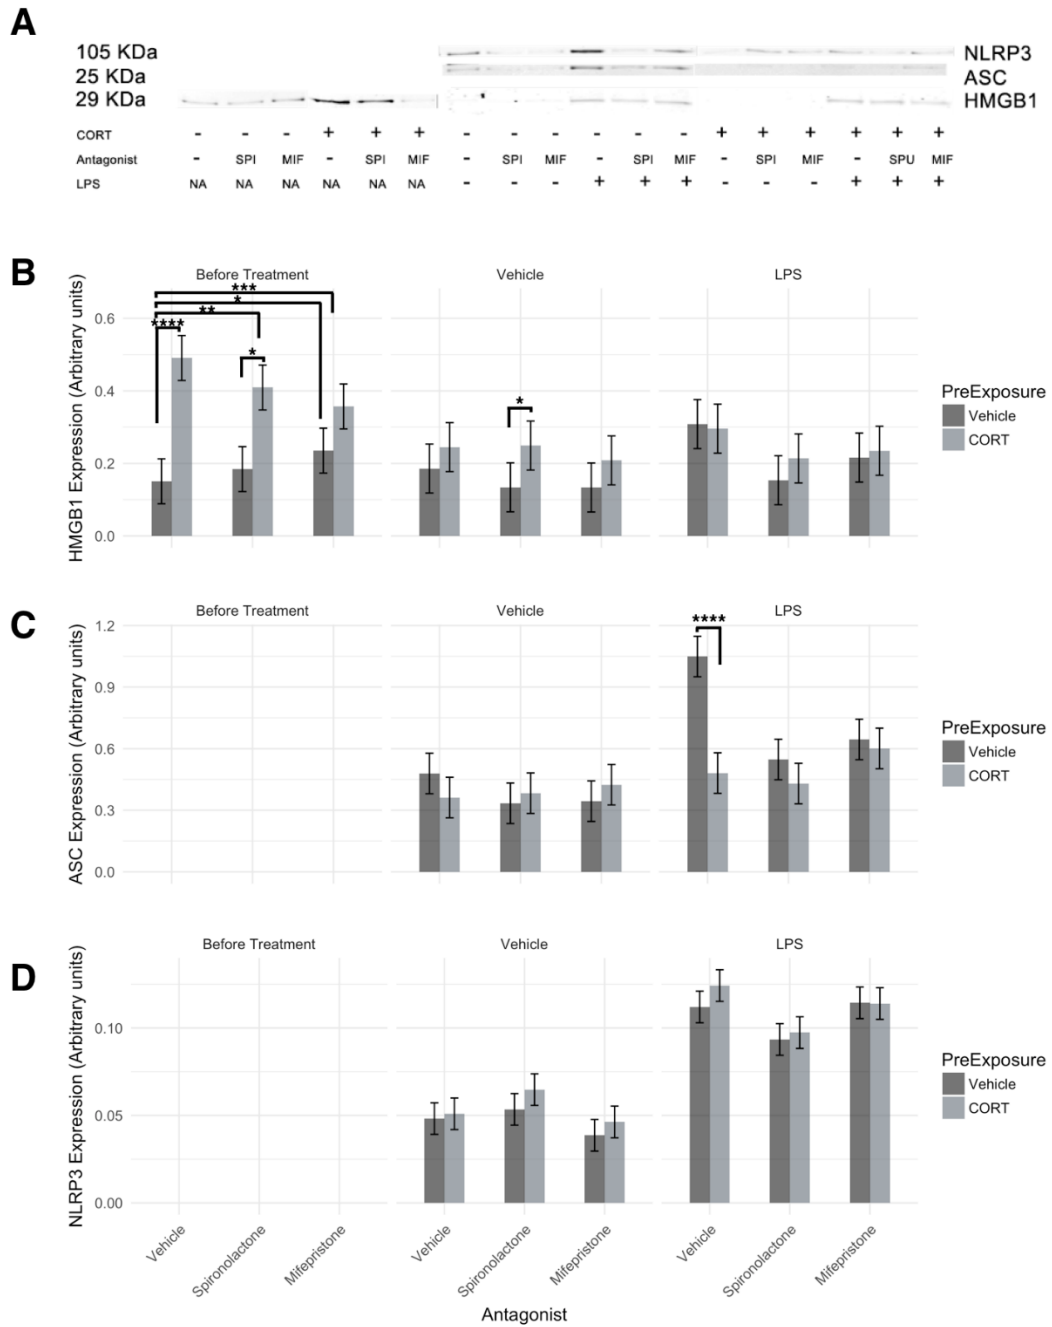 A
105 KDa
25 KDa
29 KDa
NLRP3
ASC
HMGB1
CORT - - - + + + - - - - - - + + + + + +
Antagonist - SPI MIF - SPI MIF - SPI MIF - SPI MIF - SPI MIF - SPU MIF
LPS NA NA NA NA NA NA - - - + + + - - - + + +
B
Before Treatment Vehicle LPS
HMGB1 Expression (Arbitrary units)
0.6
0.4
0.2
0.0
***
*
**
****
*
*
PreExposure
Vehicle
CORT
C
Before Treatment Vehicle LPS
ASC Expression (Arbitrary units)
1.2
0.9
0.6
0.3
0.0
****
PreExposure
Vehicle
CORT
D
Before Treatment Vehicle LPS
NLRP3 Expression (Arbitrary units)
0.10
0.05
0.00
PreExposure
Vehicle
CORT
Vehicle Spironolactone Mifepristone Vehicle Spironolactone Mifepristone Vehicle Spironolactone Mifepristone
Antagonist